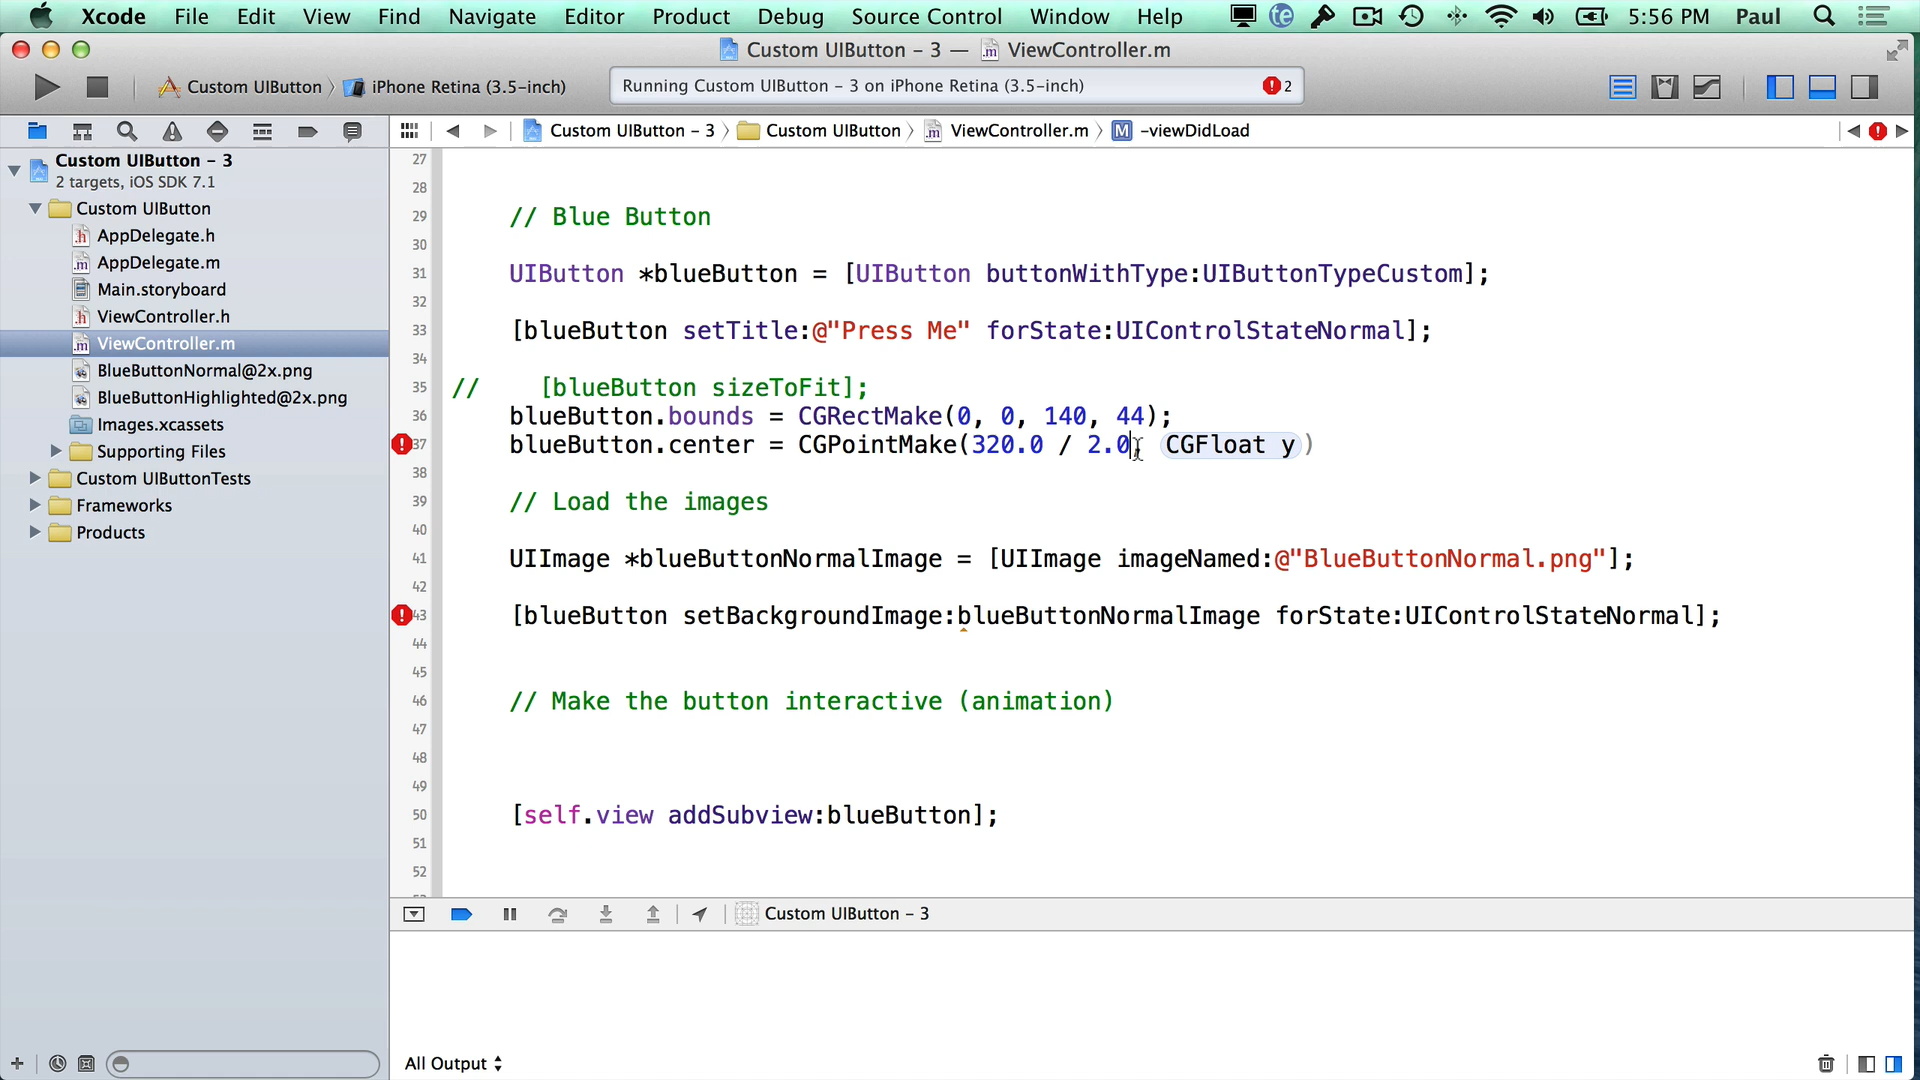 Xcode File Edit View Find Navigate Editor Product Debug Source Control Window Help te 5:56 PM Paul
Custom UIButton – 3 — .m ViewController.m
Custom UIButton iPhone Retina (3.5-inch)
Running Custom UIButton – 3 on iPhone Retina (3.5-inch) 2
Custom UIButton – 3 Custom UIButton ViewController.m M -viewDidLoad
Custom UIButton – 3
2 targets, iOS SDK 7.1
Custom UIButton
AppDelegate.h
AppDelegate.m
Main.storyboard
ViewController.h
ViewController.m
BlueButtonNormal@2x.png
BlueButtonHighlighted@2x.png
Images.xcassets
Supporting Files
Custom UIButtonTests
Frameworks
Products
27
28
29 // Blue Button
30
31 UIButton *blueButton = [UIButton buttonWithType:UIButtonTypeCustom];
32
33 [blueButton setTitle:@"Press Me" forState:UIControlStateNormal];
34
35 // [blueButton sizeToFit];
36 blueButton.bounds = CGRectMake(0, 0, 140, 44);
37 blueButton.center = CGPointMake(320.0 / 2.0, CGFloat y)
38
39 // Load the images
40
41 UIImage *blueButtonNormalImage = [UIImage imageNamed:@"BlueButtonNormal.png"];
42
43 [blueButton setBackgroundImage:blueButtonNormalImage forState:UIControlStateNormal];
44
45
46 // Make the button interactive (animation)
47
48
49
50 [self.view addSubview:blueButton];
51
52
Custom UIButton – 3
All Output